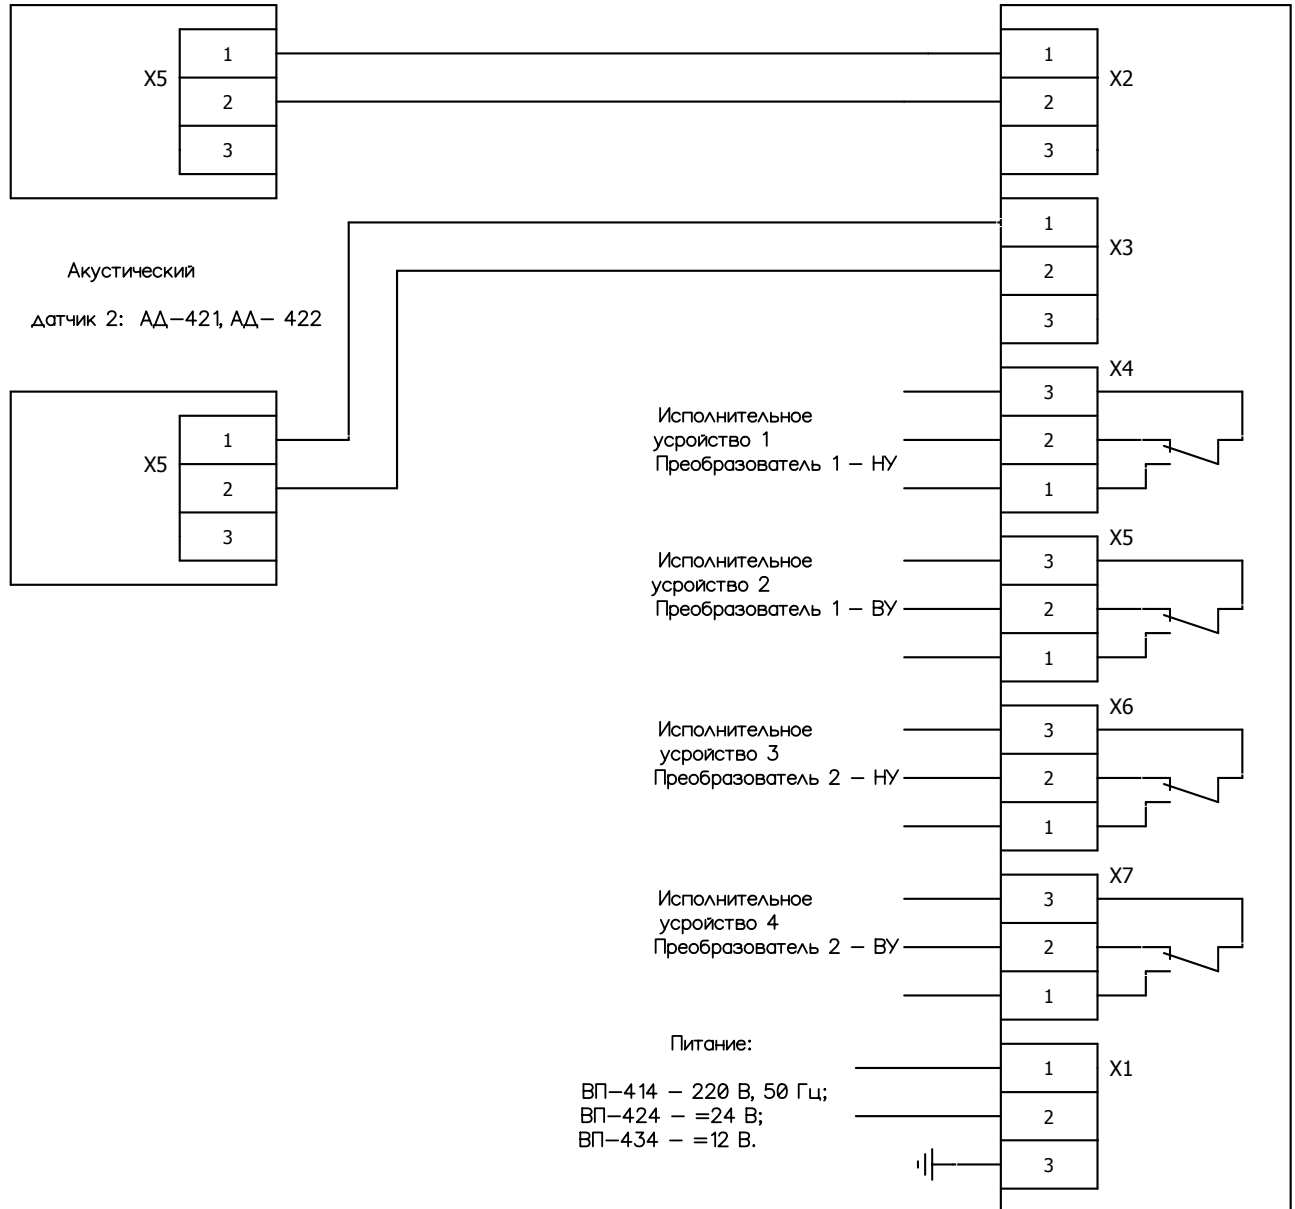 1
X5
2
3
1
X2
2
3
1
X3
2
3
Акустический
датчик 2: АД-421, АД- 422
1
X5
2
3
X4
3
2
1
Исполнительное
усройство 1
Преобразователь 1 - НУ
X5
3
2
1
Исполнительное
усройство 2
Преобразователь 1 - ВУ
X6
3
2
1
Исполнительное
усройство 3
Преобразователь 2 - НУ
X7
3
2
1
Исполнительное
усройство 4
Преобразователь 2 - ВУ
Питание:
ВП-414 - 220 В, 50 Гц;
ВП-424 - =24 В;
ВП-434 - =12 В.
1
X1
2
3